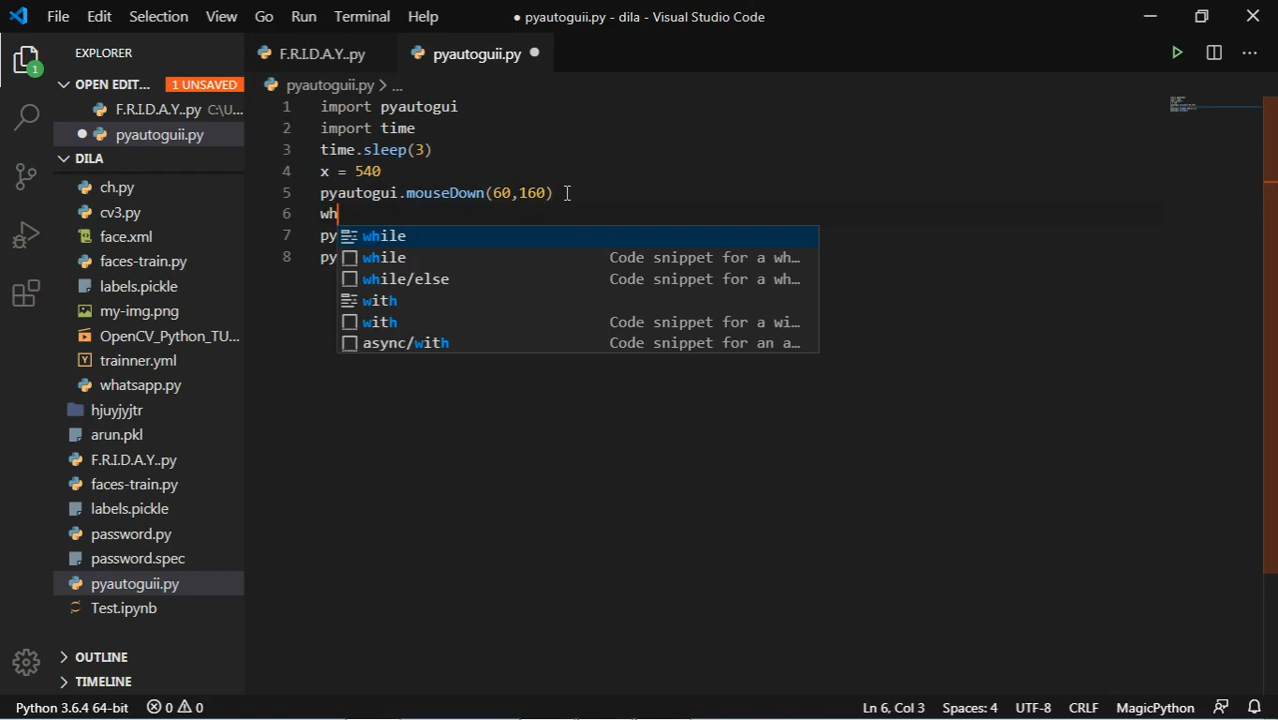 File Edit Selection View Go Run Terminal Help
● pyautoguii.py - dila - Visual Studio Code
1
EXPLORER
OPEN EDIT... 1 UNSAVED
F.R.I.D.A.Y..py C:\U...
● pyautoguii.py
DILA
ch.py
cv3.py
face.xml
faces-train.py
labels.pickle
my-img.png
OpenCV_Python_TU...
trainner.yml
whatsapp.py
hjuyjyjtr
arun.pkl
F.R.I.D.A.Y..py
faces-train.py
labels.pickle
password.py
password.spec
pyautoguii.py
Test.ipynb
OUTLINE
TIMELINE
F.R.I.D.A.Y..py pyautoguii.py ●
pyautoguii.py > ...
1 import pyautogui
2 import time
3 time.sleep(3)
4 x = 540
5 pyautogui.mouseDown(60,160)
6 wh
7 py
8 py
while
while Code snippet for a wh...
while/else Code snippet for a wh...
with
with Code snippet for a wi...
async/with Code snippet for an a...
Python 3.6.4 64-bit 0 0 Ln 6, Col 3 Spaces: 4 UTF-8 CRLF MagicPython